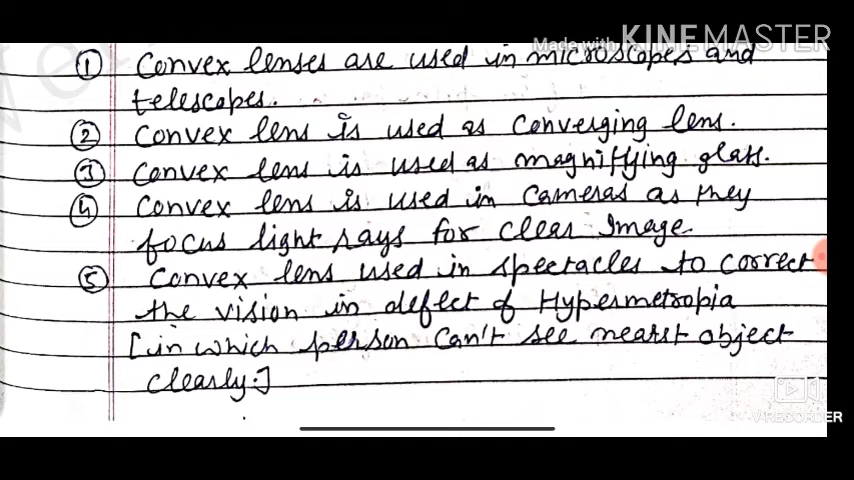 Made with KINEMASTER
① Convex lenses are used in microscopes and
telescopes.
② Convex lens is used as Converging lens.
③ Convex lens is used as magnifying glass.
④ Convex lens is used in Cameras as they
focus light rays for clear Image.
⑤ Convex lens used in spectacles to correct
the vision in defect of Hypermetropia
[in which person can't see nearst object
clearly.]
V RECORDER